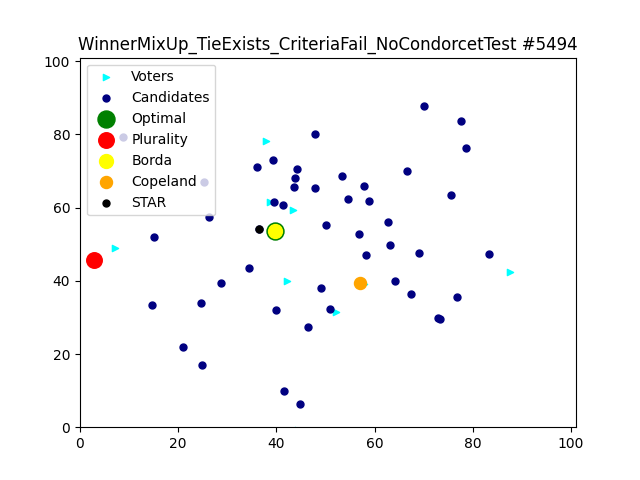 WinnerMixUp_TieExists_CriteriaFail_NoCondorcetTest #5494
100
80
60
40
20
0
Voters
Candidates
Optimal
Plurality
Borda
Copeland
STAR
0 20 40 60 80 100